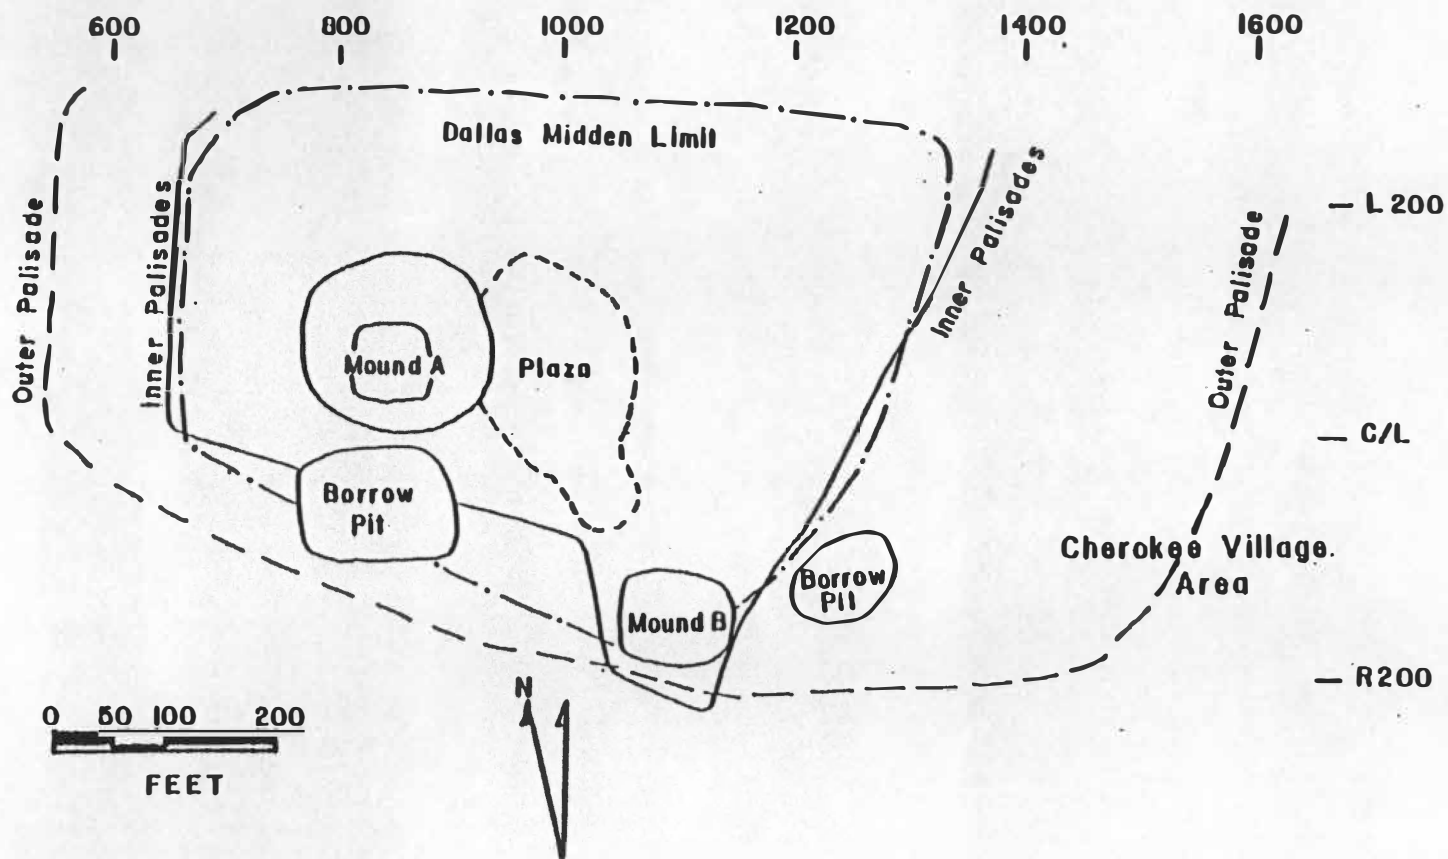 600 800 1000 1200 1400 1600
Dallas Midden Limit
Inner Palisades
L 200
Outer Palisade
Inner Palisades
Outer Palisade
Mound A
Plaza
C/L
Borrow
Pit
Cherokee Village.
Area
Borrow
Pit
Mound B
R200
N
0 50 100 200
FEET